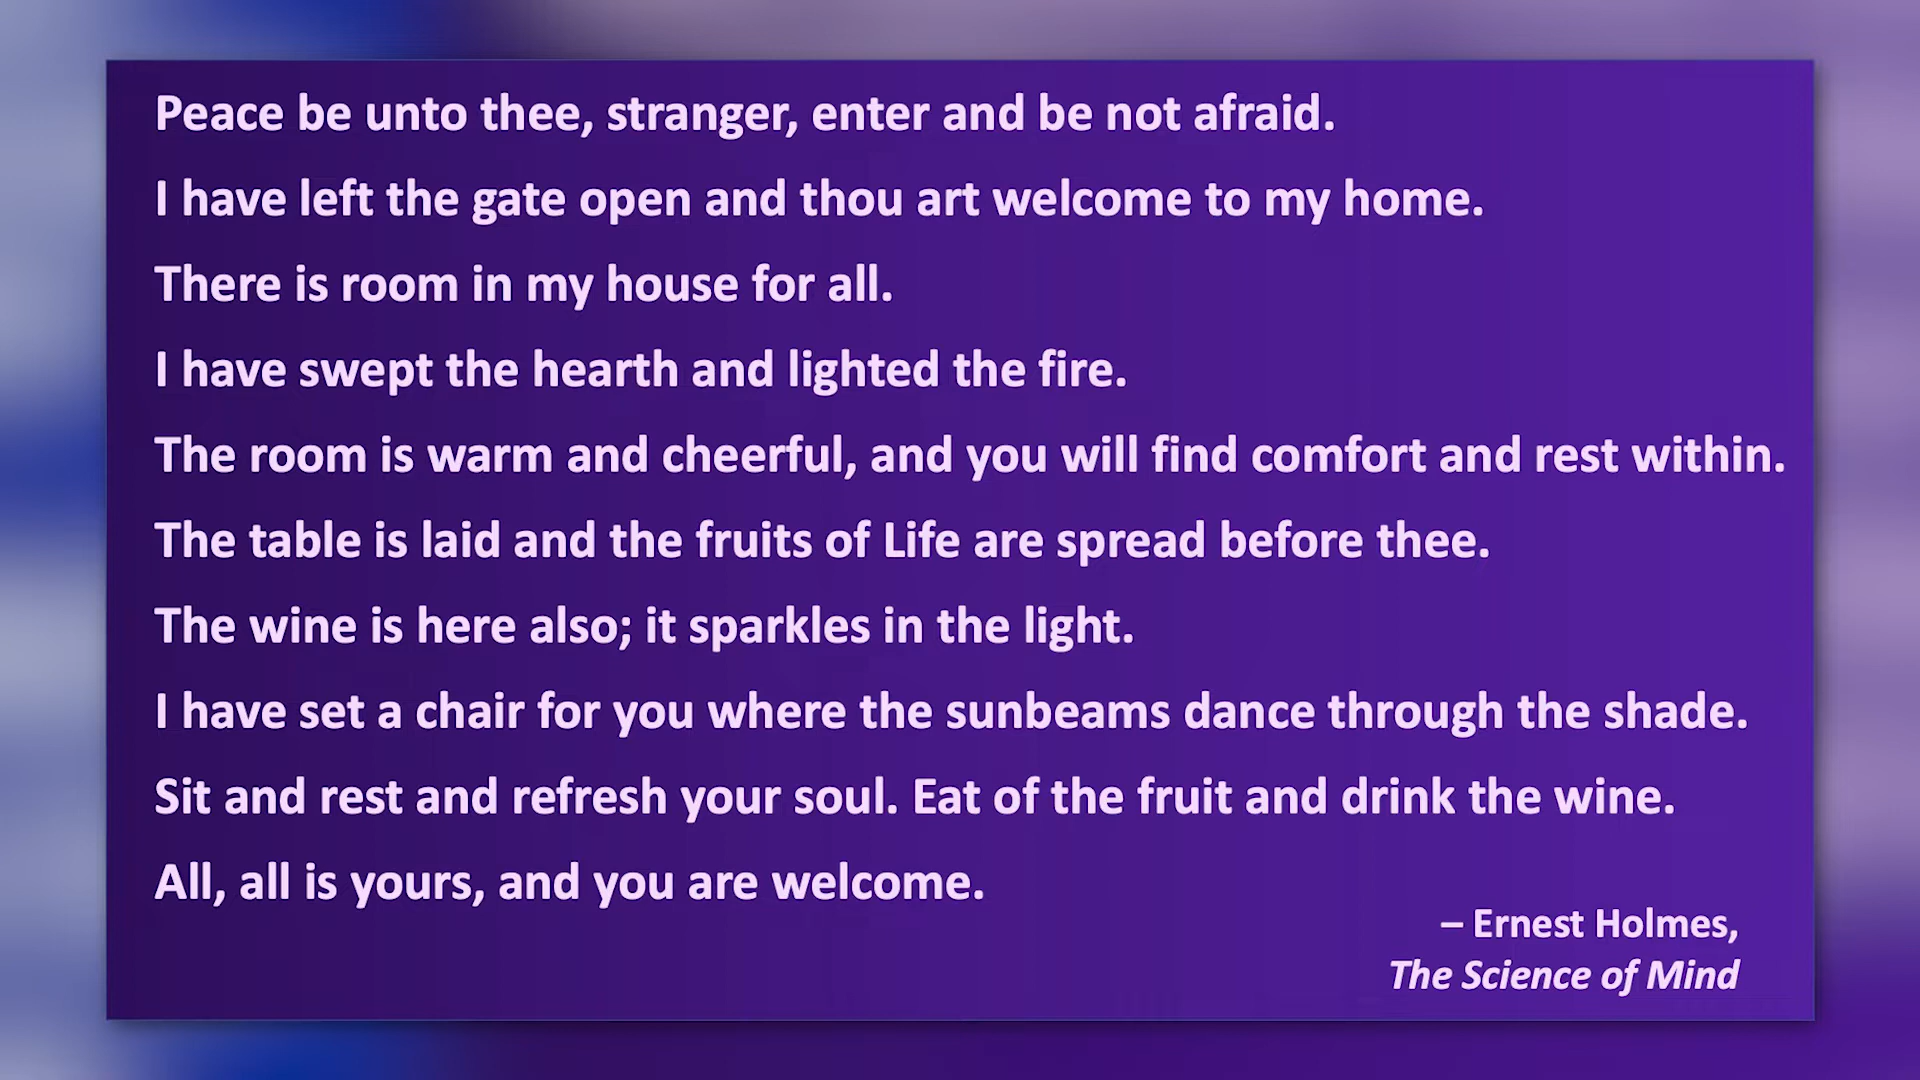 Peace be unto thee, stranger, enter and be not afraid.
I have left the gate open and thou art welcome to my home.
There is room in my house for all.
I have swept the hearth and lighted the fire.
The room is warm and cheerful, and you will find comfort and rest within.
The table is laid and the fruits of Life are spread before thee.
The wine is here also; it sparkles in the light.
I have set a chair for you where the sunbeams dance through the shade.
Sit and rest and refresh your soul. Eat of the fruit and drink the wine.
All, all is yours, and you are welcome.
– Ernest Holmes,
The Science of Mind